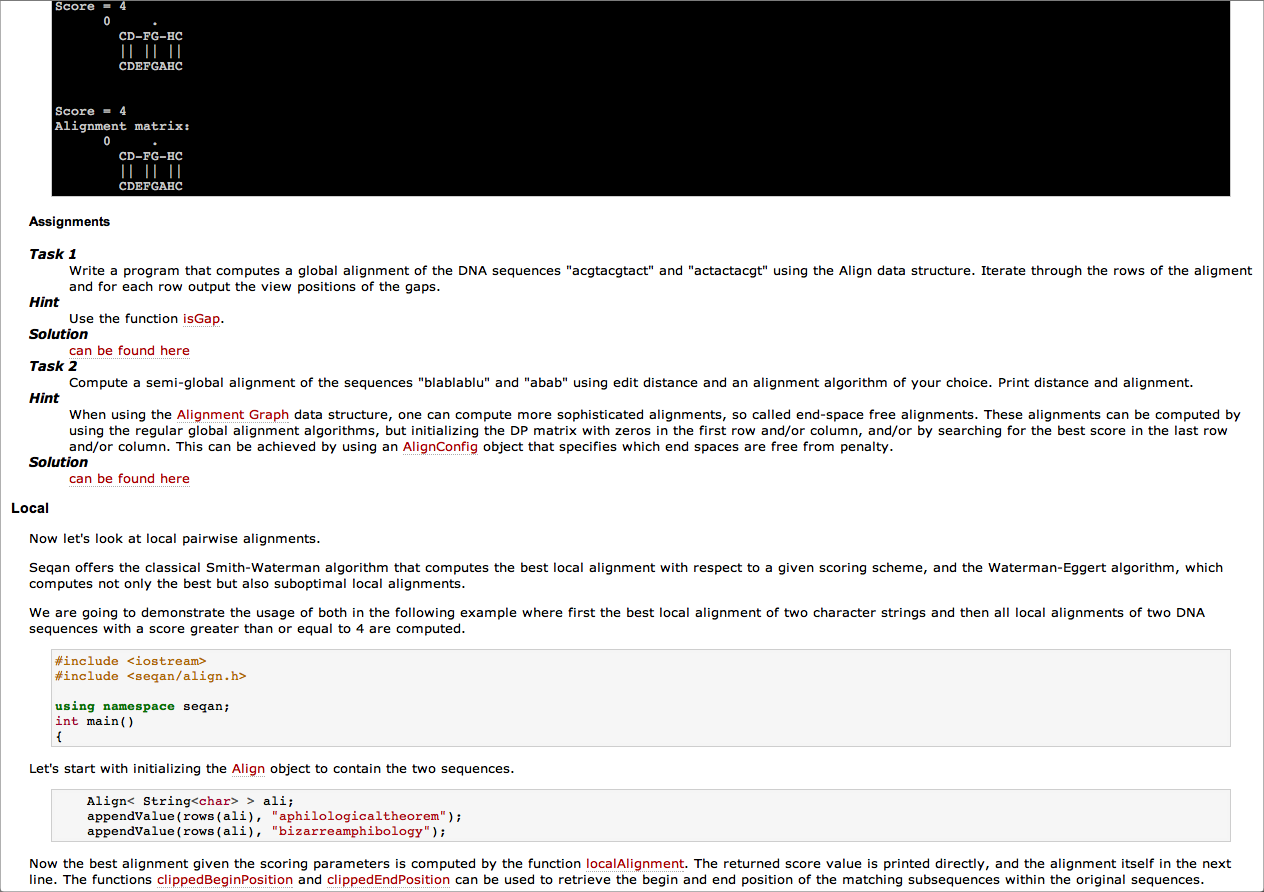 Score = 4
0 .
CD-FG-HC
|| || ||
CDEFGAHC
Score = 4
Alignment matrix:
0 .
CD-FG-HC
|| || ||
CDEFGAHC
Assignments
Task 1
Write a program that computes a global alignment of the DNA sequences "acgtacgtact" and "actactacgt" using the Align data structure. Iterate through the rows of the aligment
and for each row output the view positions of the gaps.
Hint
Use the function isGap.
Solution
can be found here
Task 2
Compute a semi-global alignment of the sequences "blablablu" and "abab" using edit distance and an alignment algorithm of your choice. Print distance and alignment.
Hint
When using the Alignment Graph data structure, one can compute more sophisticated alignments, so called end-space free alignments. These alignments can be computed by
using the regular global alignment algorithms, but initializing the DP matrix with zeros in the first row and/or column, and/or by searching for the best score in the last row
and/or column. This can be achieved by using an AlignConfig object that specifies which end spaces are free from penalty.
Solution
can be found here
Local
Now let's look at local pairwise alignments.
Seqan offers the classical Smith-Waterman algorithm that computes the best local alignment with respect to a given scoring scheme, and the Waterman-Eggert algorithm, which
computes not only the best but also suboptimal local alignments.
We are going to demonstrate the usage of both in the following example where first the best local alignment of two character strings and then all local alignments of two DNA
sequences with a score greater than or equal to 4 are computed.
#include <iostream>
#include <seqan/align.h>
using namespace seqan;
int main()
{
Let's start with initializing the Align object to contain the two sequences.
Align< String<char> > ali;
appendValue(rows(ali), "aphilologicaltheorem");
appendValue(rows(ali), "bizarreamphibology");
Now the best alignment given the scoring parameters is computed by the function localAlignment. The returned score value is printed directly, and the alignment itself in the next
line. The functions clippedBeginPosition and clippedEndPosition can be used to retrieve the begin and end position of the matching subsequences within the original sequences.